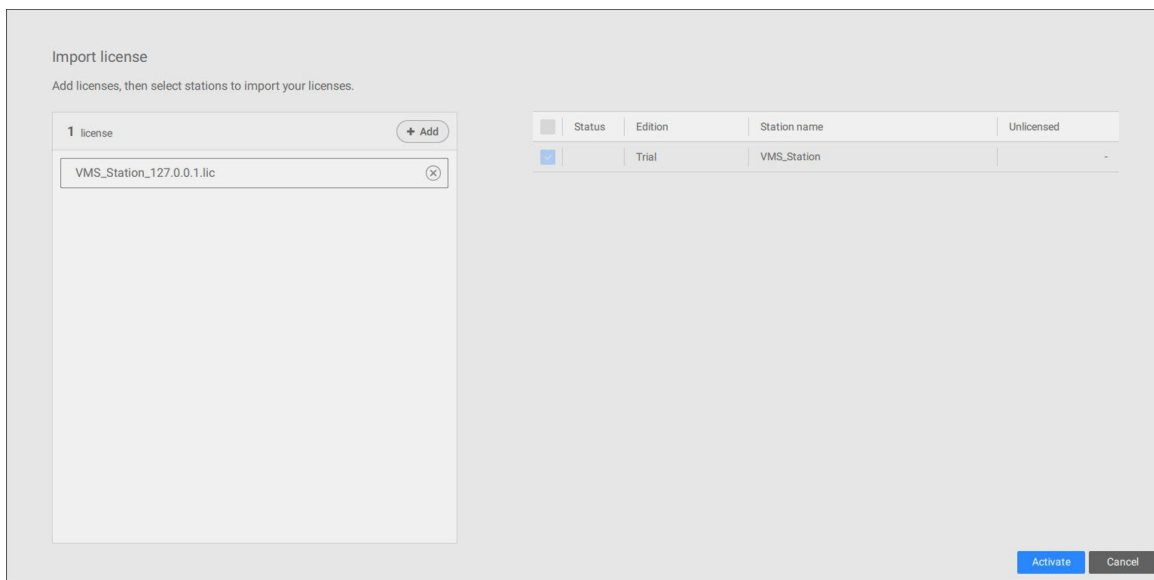 Import license
Add licenses, then select stations to import your licenses.
1 license
+ Add
VMS_Station_127.0.0.1.lic
Status Edition Station name Unlicensed
Trial VMS_Station -
Activate Cancel